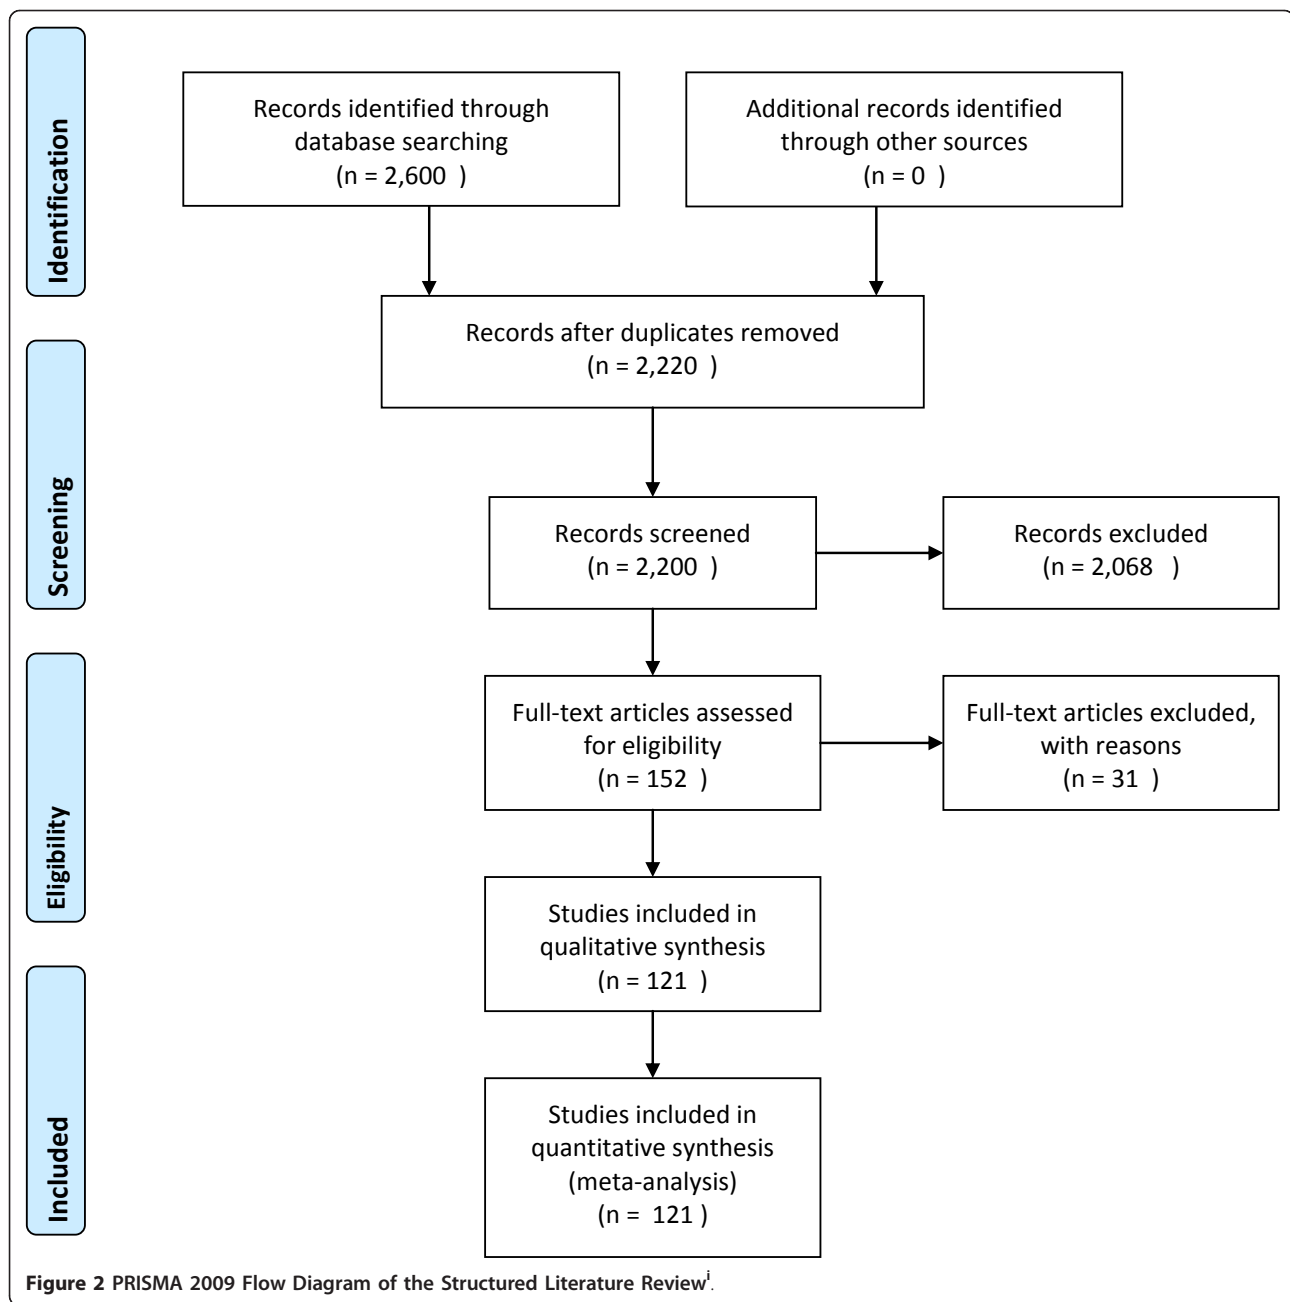 Identification
Records identified through
database searching
(n = 2,600  )
Additional records identified
through other sources
(n = 0  )
Records after duplicates removed
(n = 2,220  )
Screening
Records screened
(n = 2,200  )
Records excluded
(n = 2,068  )
Eligibility
Full-text articles assessed
for eligibility
(n = 152  )
Full-text articles excluded,
with reasons
(n = 31  )
Studies included in
qualitative synthesis
(n = 121  )
Included
Studies included in
quantitative synthesis
(meta-analysis)
(n =  121 )
Figure 2 PRISMA 2009 Flow Diagram of the Structured Literature Reviewⁱ.